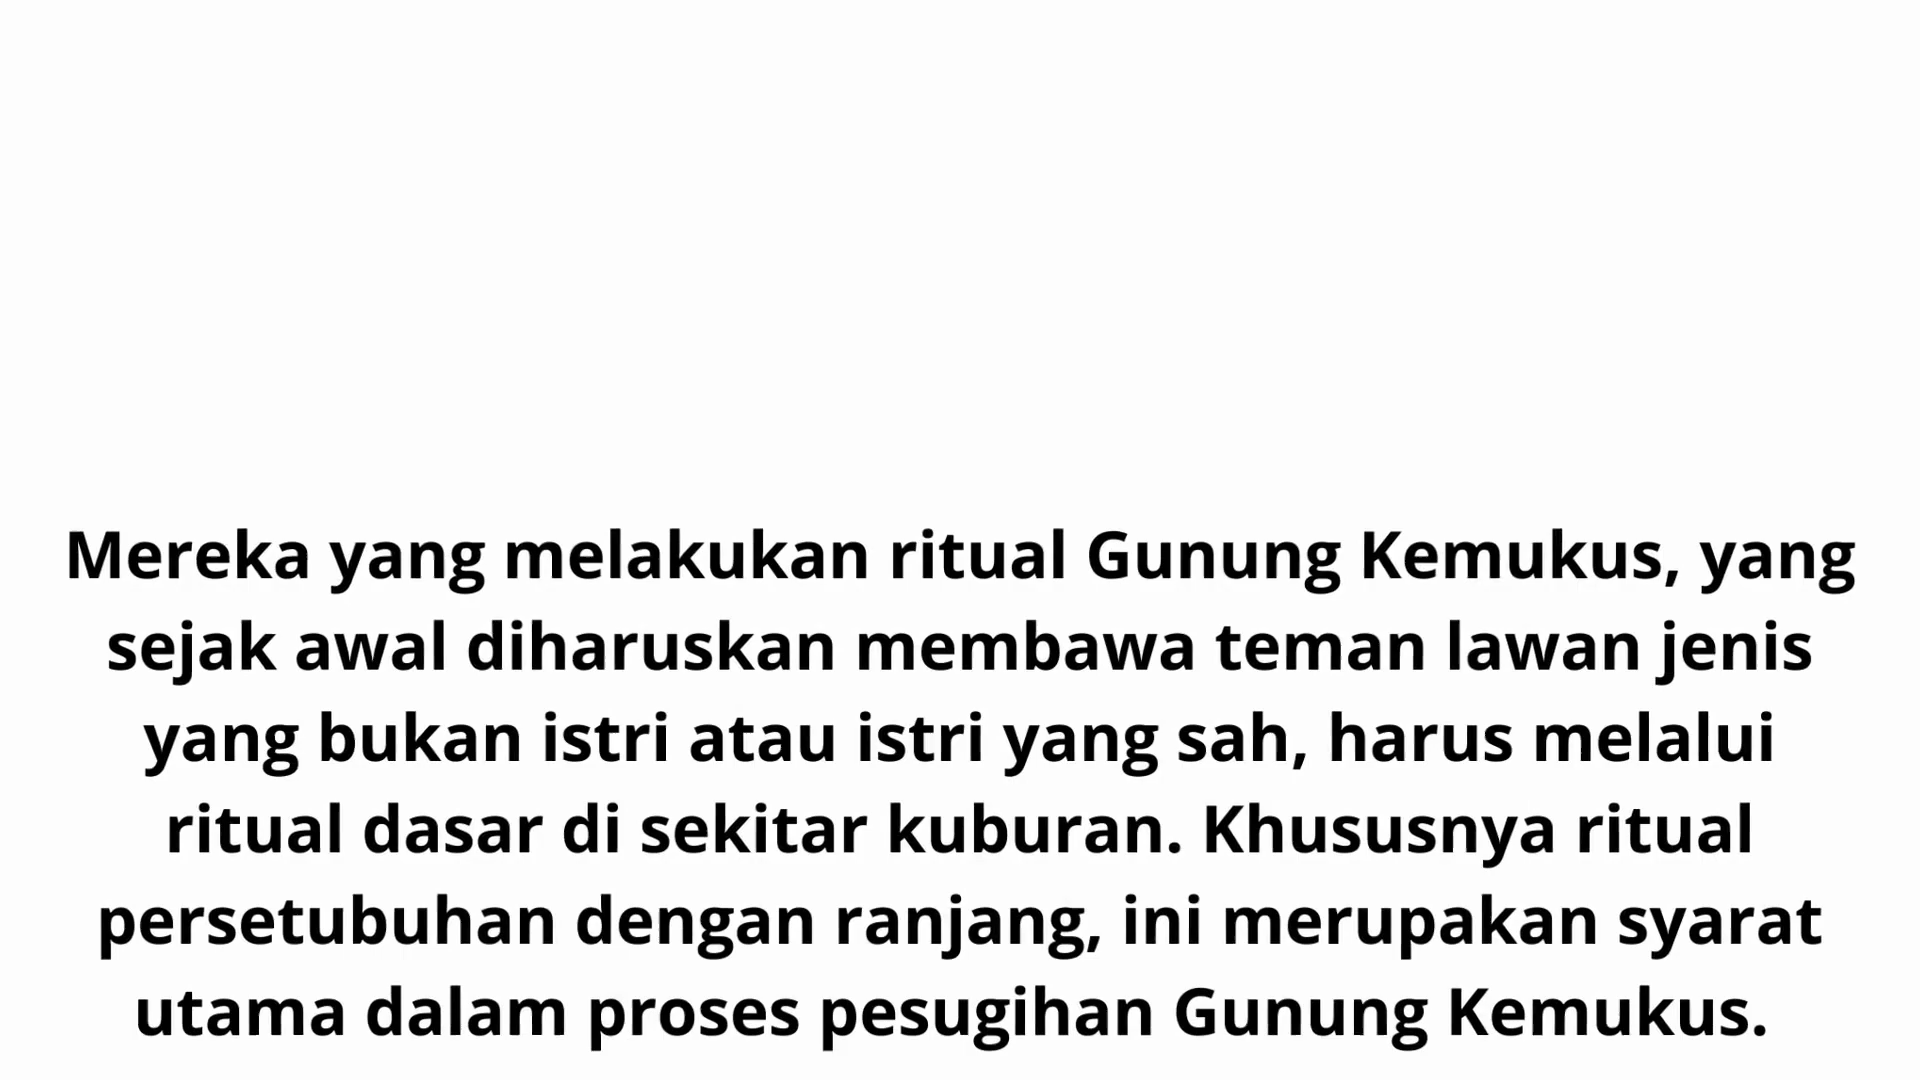 Mereka yang melakukan ritual Gunung Kemukus, yang
sejak awal diharuskan membawa teman lawan jenis
yang bukan istri atau istri yang sah, harus melalui
ritual dasar di sekitar kuburan. Khususnya ritual
persetubuhan dengan ranjang, ini merupakan syarat
utama dalam proses pesugihan Gunung Kemukus.